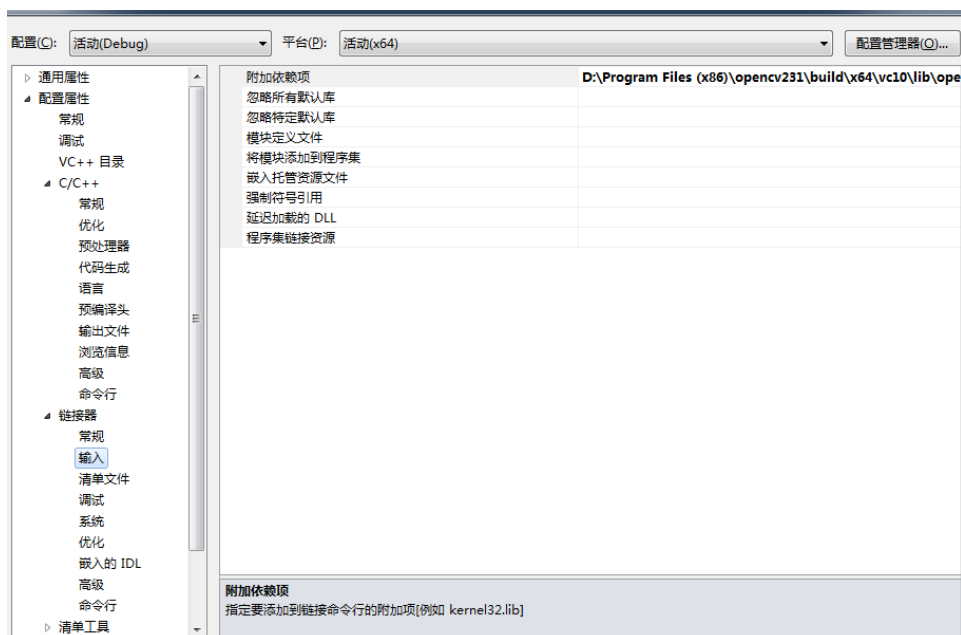 配置(C): 活动(Debug) 平台(P): 活动(x64) 配置管理器(O)...
通用属性
配置属性
常规
调试
VC++ 目录
C/C++
常规
优化
预处理器
代码生成
语言
预编译头
输出文件
浏览信息
高级
命令行
链接器
常规
输入
清单文件
调试
系统
优化
嵌入的 IDL
高级
命令行
清单工具
附加依赖项 D:\Program Files (x86)\opencv231\build\x64\vc10\lib\ope
忽略所有默认库
忽略特定默认库
模块定义文件
将模块添加到程序集
嵌入托管资源文件
强制符号引用
延迟加载的 DLL
程序集链接资源
附加依赖项
指定要添加到链接命令行的附加项[例如 kernel32.lib]